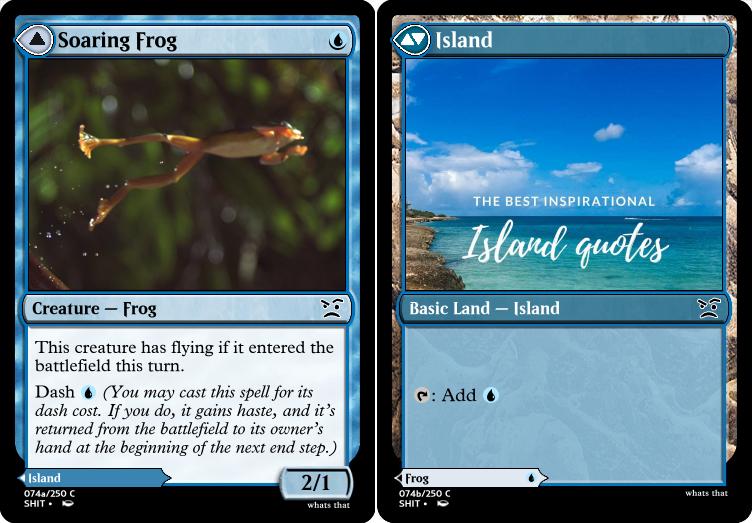 Soaring Frog
Creature — Frog
This creature has flying if it entered the
battlefield this turn.
Dash (You may cast this spell for its
dash cost. If you do, it gains haste, and it's
returned from the battlefield to its owner's
hand at the beginning of the next end step.)
Island
2/1
074a/250 C
SHIT •
whats that
Island
THE BEST INSPIRATIONAL
Island quotes
Basic Land — Island
: Add
Frog
074b/250 C
SHIT •
whats that